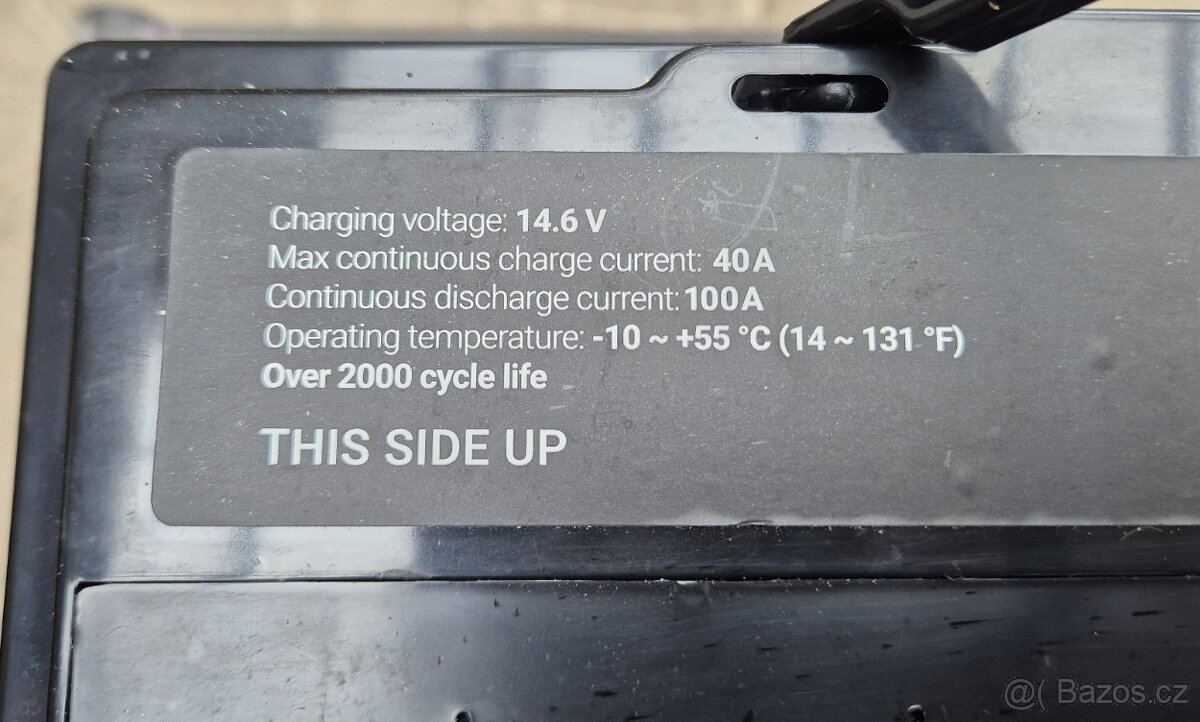 Charging voltage: 14.6 V
Max continuous charge current: 40 A
Continuous discharge current: 100 A
Operating temperature: -10 ~ +55 °C (14 ~ 131 °F)
Over 2000 cycle life
THIS SIDE UP
@( Bazos.cz